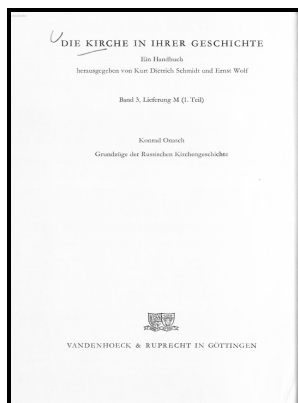 DIE KIRCHE IN IHRER GESCHICHTE
Ein Handbuch
herausgegeben von Kurt Dietrich Schmidt und Ernst Wolf
Band 3, Lieferung M (1. Teil)
Konrad Onasch
Grundzüge der Russischen Kirchengeschichte
VANDENHOECK & RUPRECHT IN GÖTTINGEN